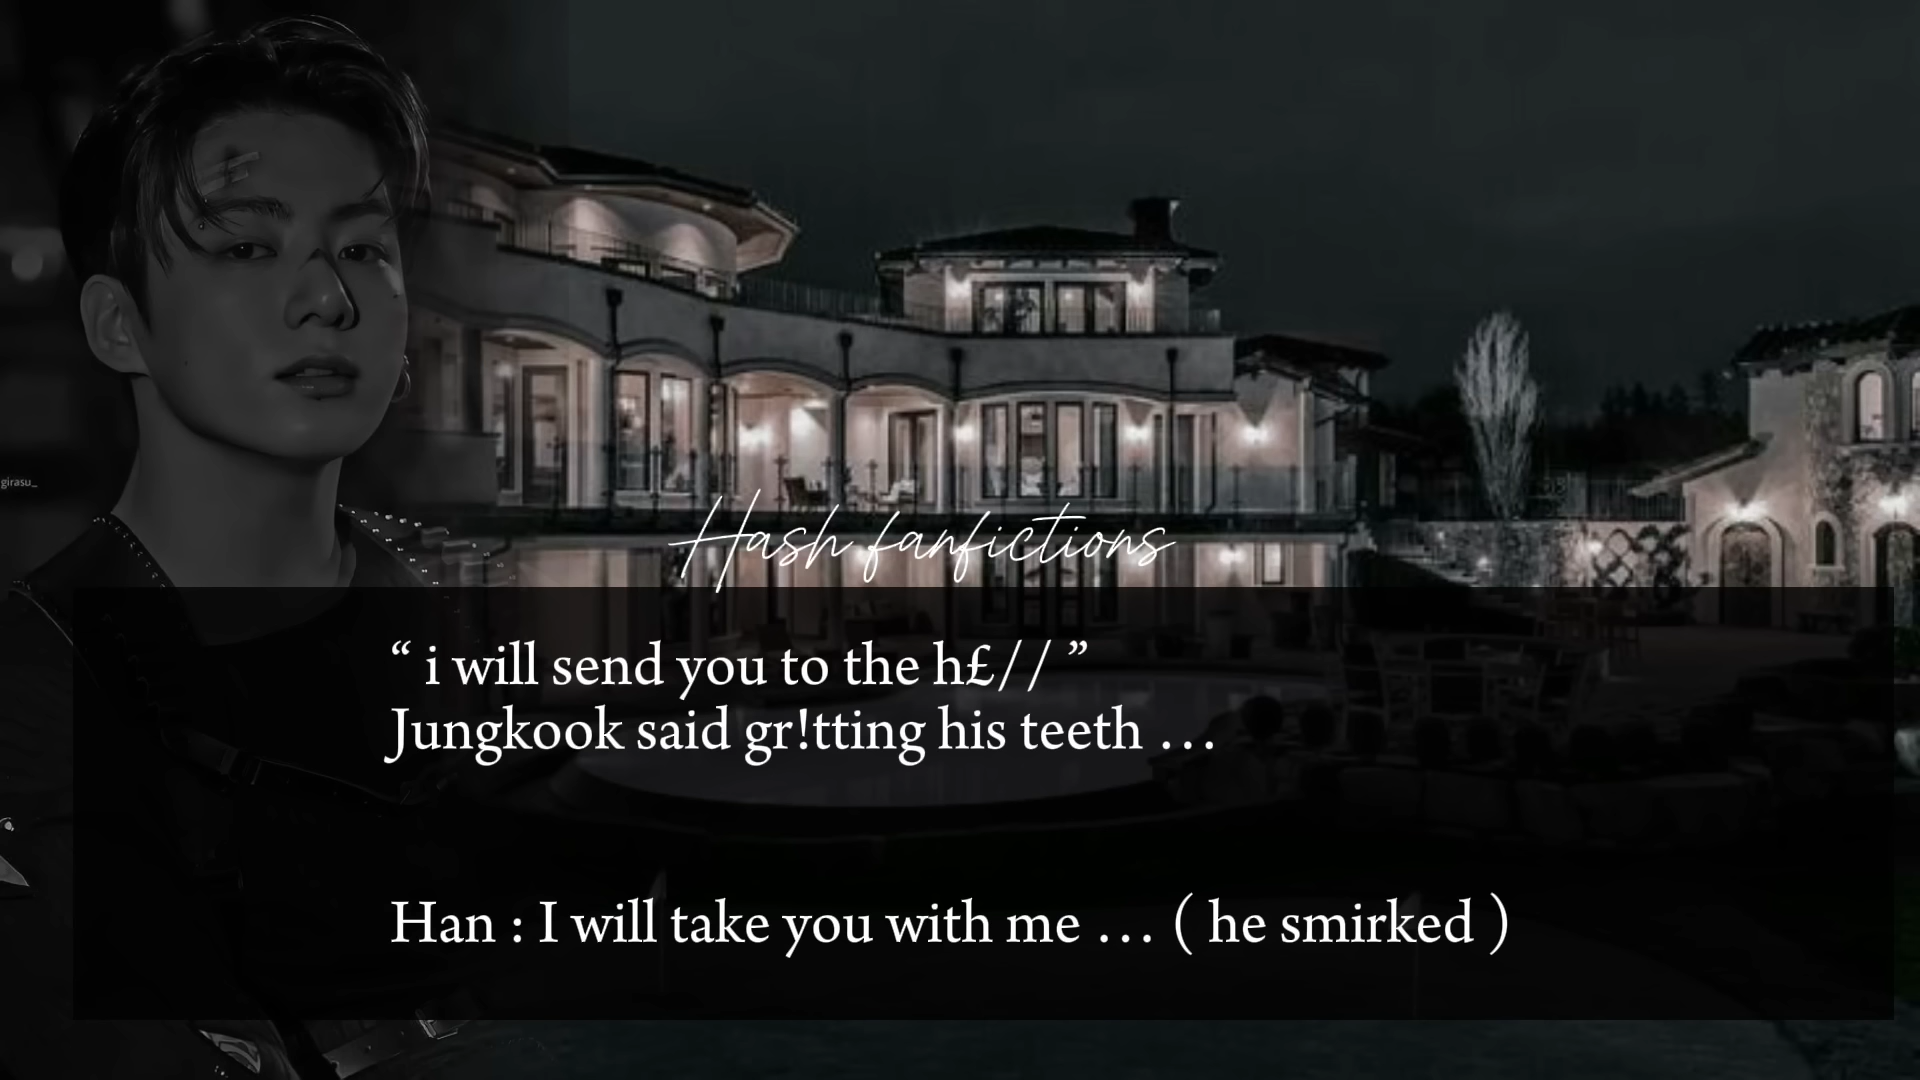 girasu_
Hash fanfictions
“ i will send you to the h£// ”
Jungkook said gr!tting his teeth …
Han : I will take you with me … ( he smirked )